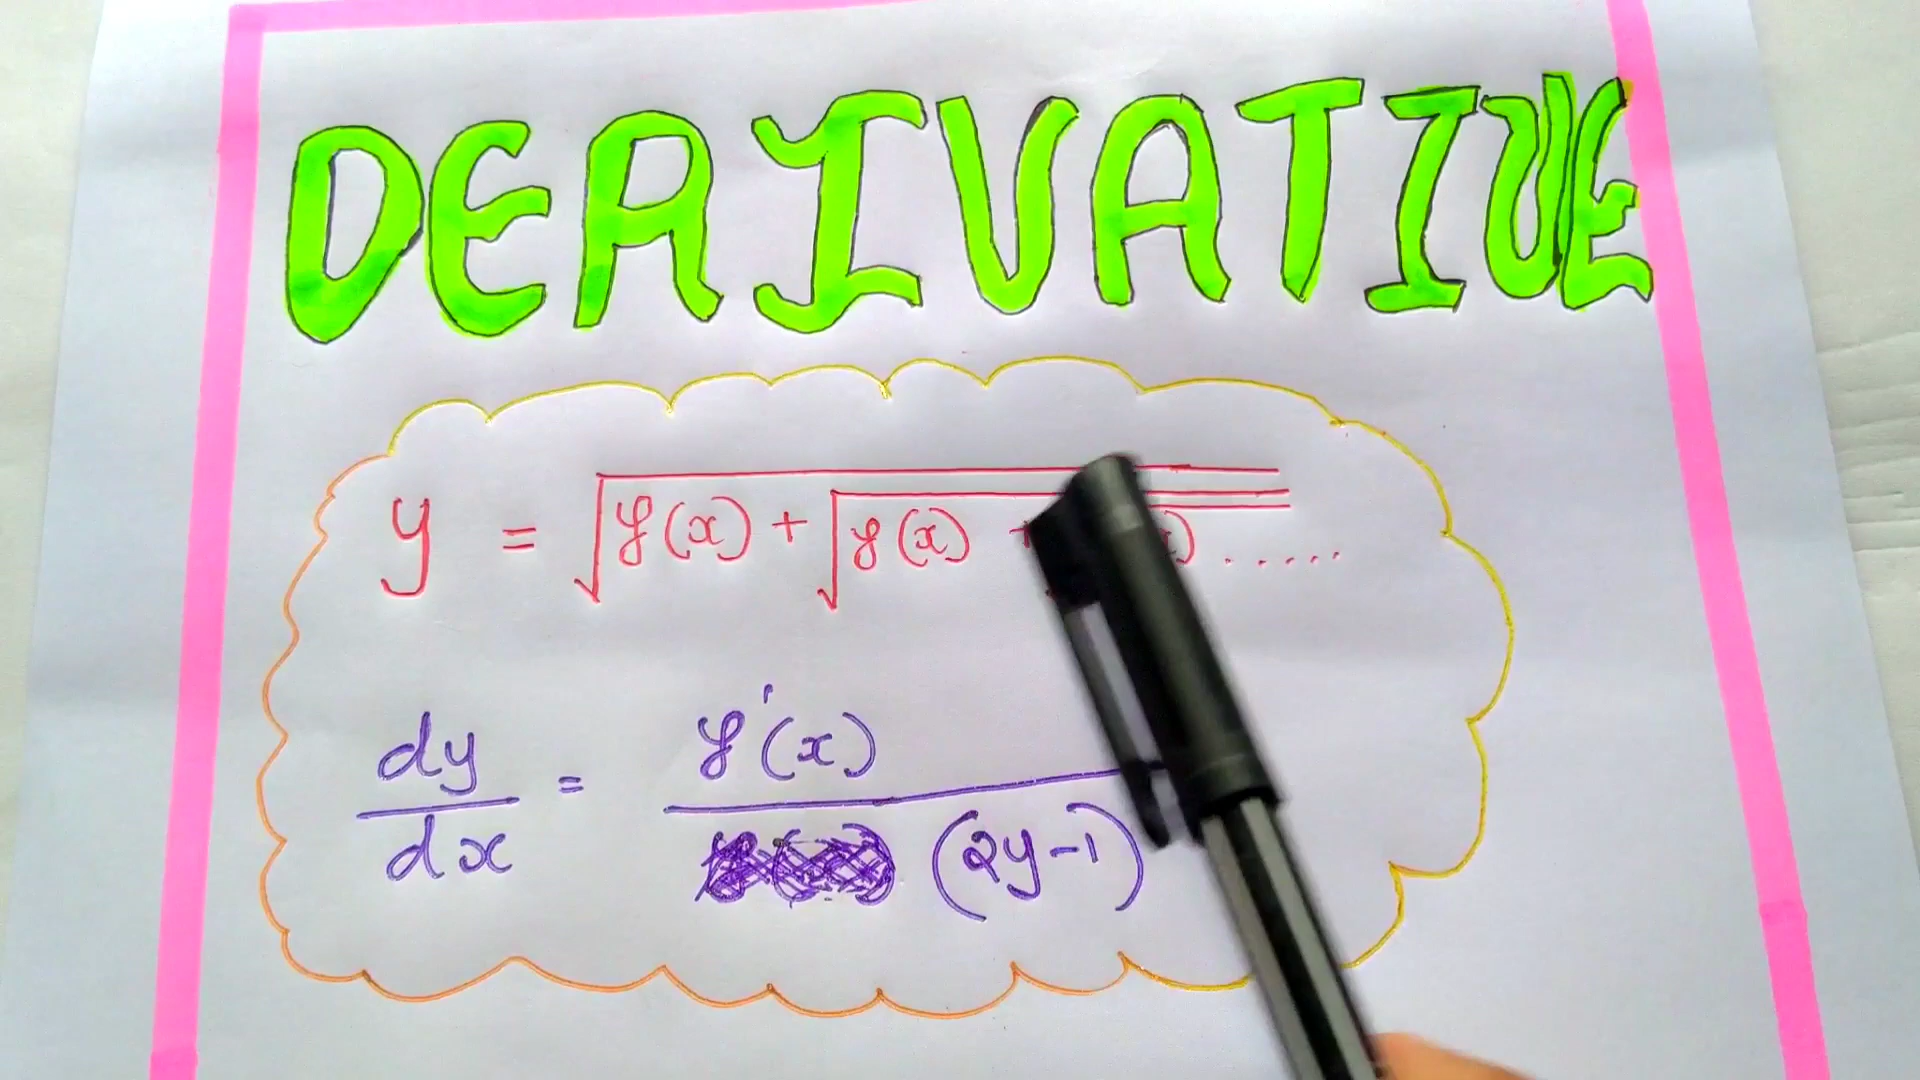 DERIVATIVE
y = √f(x) + √f(x) + x) .....
dy/dx = f'(x)/(2y-1)